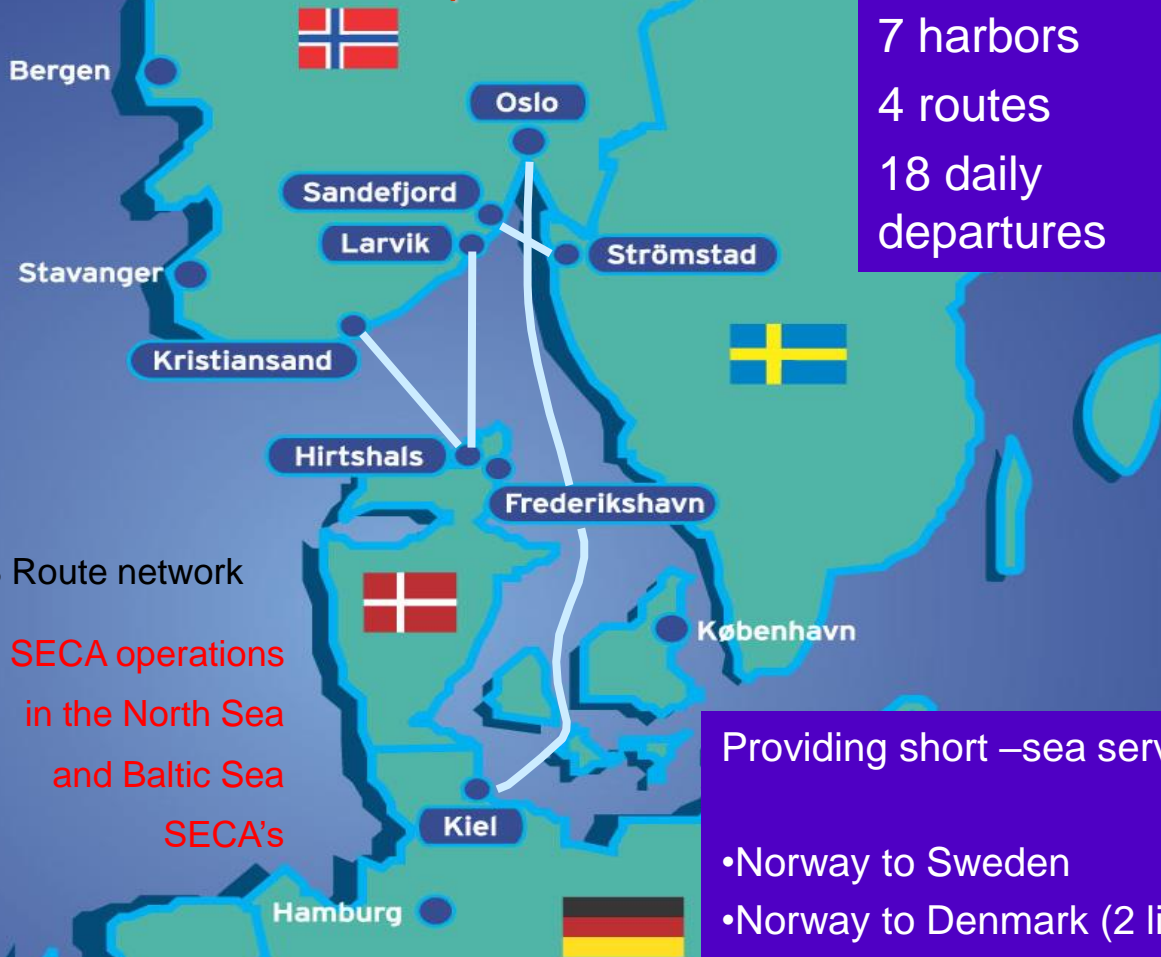 7 harbors
4 routes
18 daily
departures
Bergen
Oslo
Sandefjord
Larvik
Strömstad
Stavanger
Kristiansand
Hirtshals
Frederikshavn
Route network
SECA operations
in the North Sea
and Baltic Sea
SECA's
København
Providing short –sea
Kiel
•Norway to Sweden
Hamburg
•Norway to Denmark (2